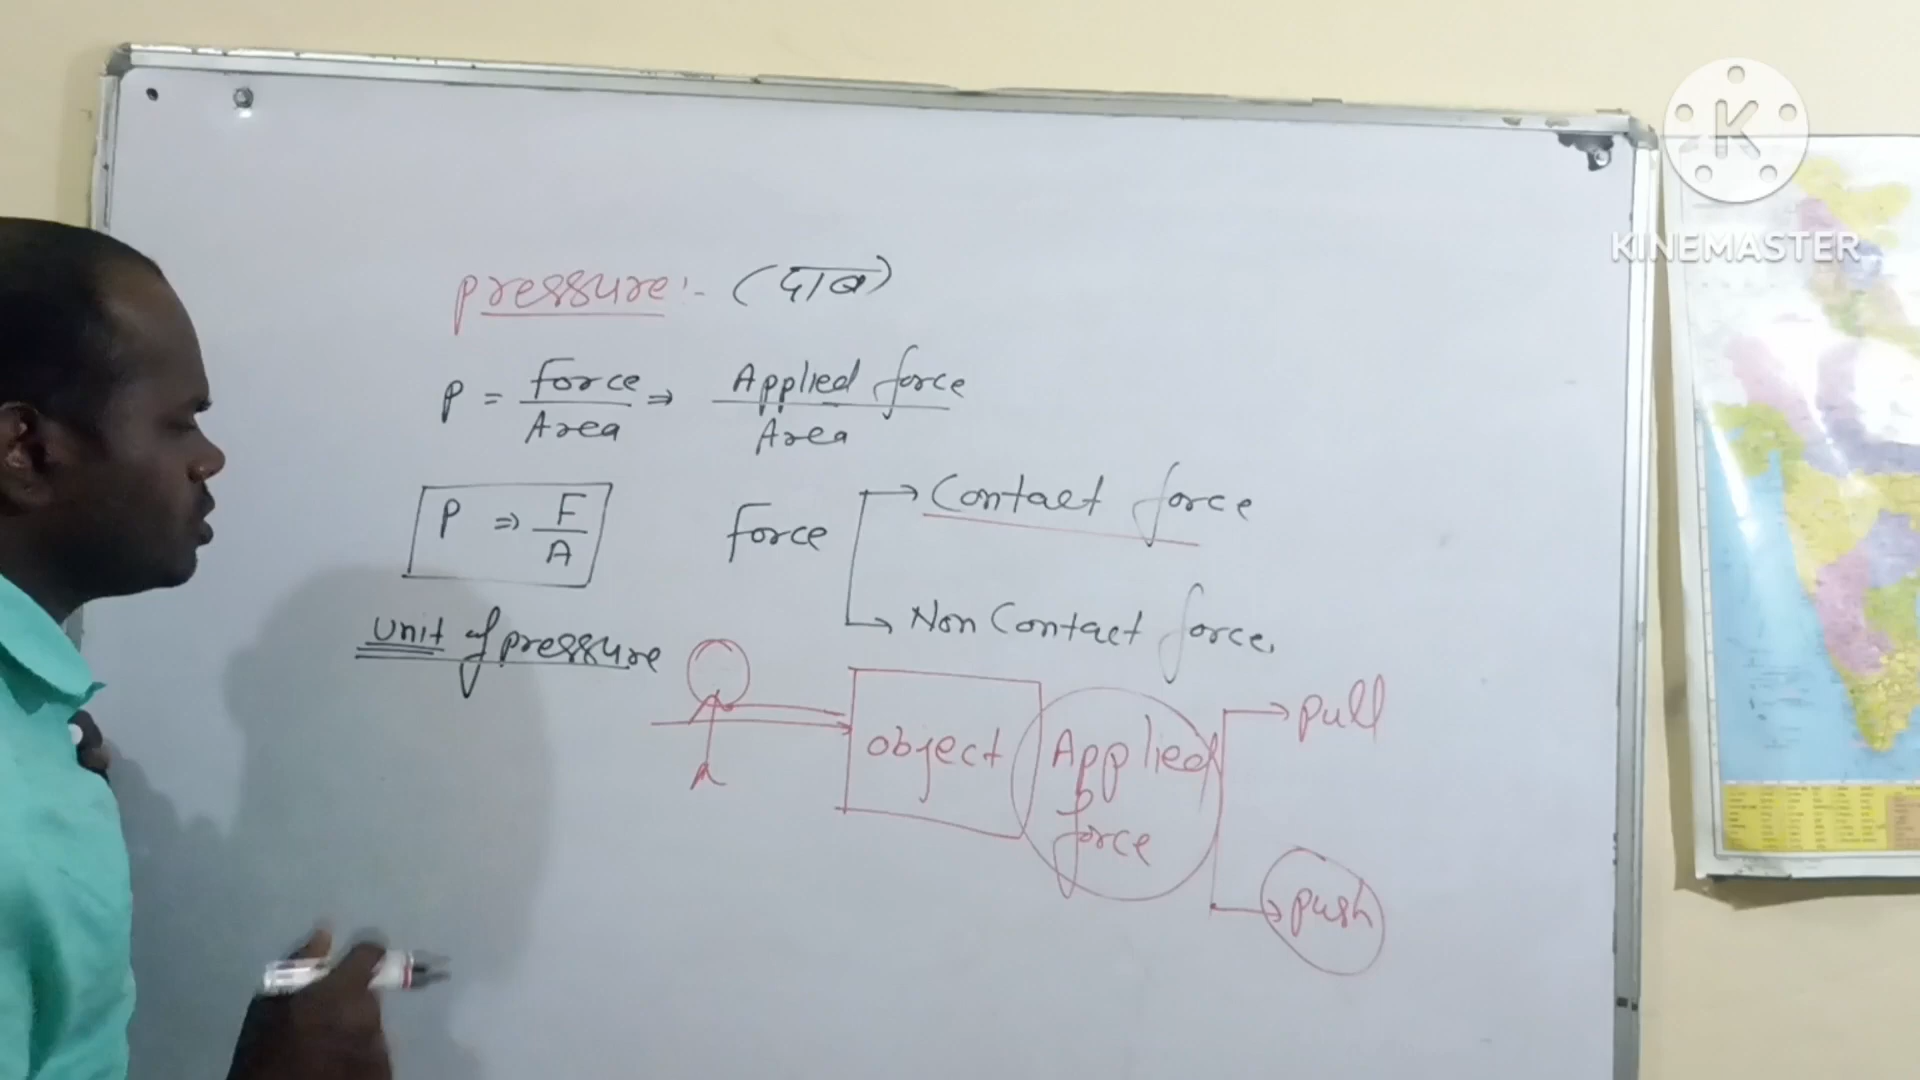 pressure:- (दाब)
P = Force/Area ⇒ Applied force/Area
P ⇒ F/A
Force → Contact force
→ Non Contact force.
Unit of pressure
object
Applied force
→ pull
→ push
K
KINEMASTER